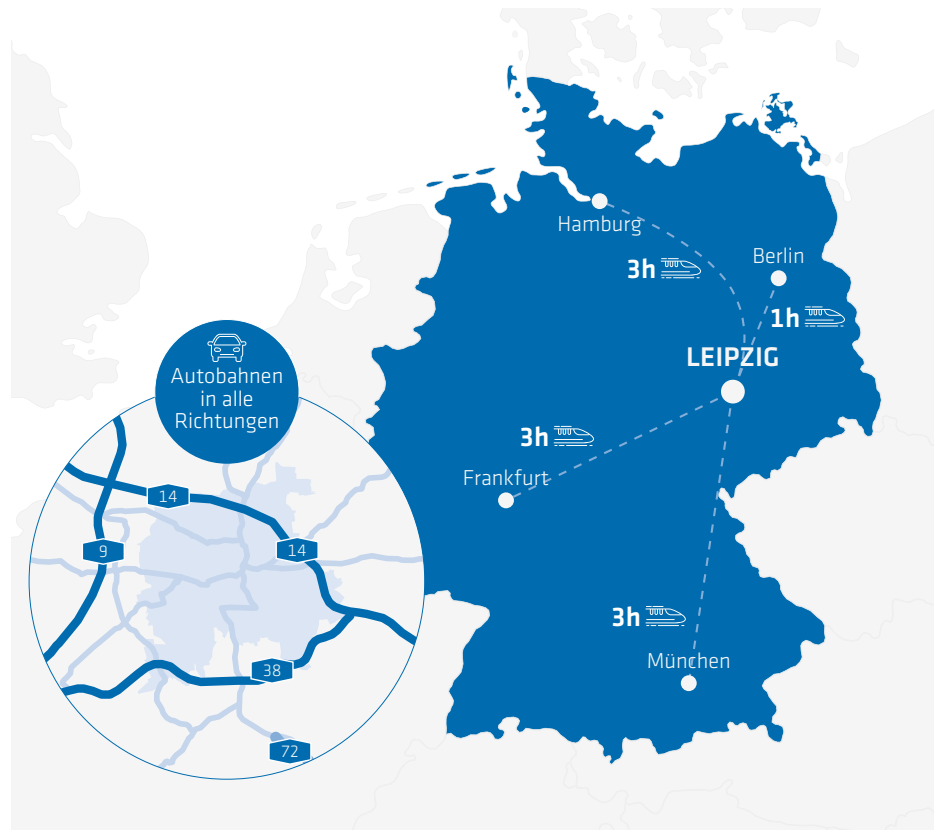 Hamburg
3h
Berlin
1h
LEIPZIG
3h
Frankfurt
3h
München
Autobahnen
in alle
Richtungen
14
9
14
38
72